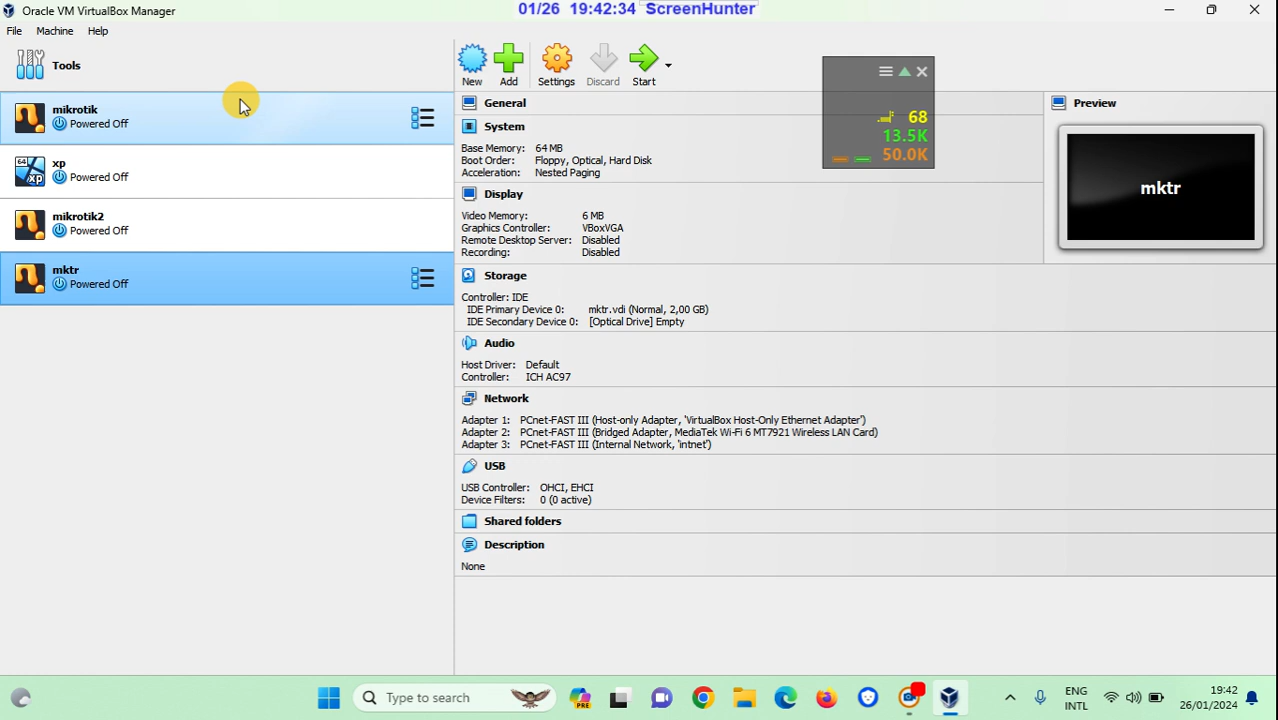 Oracle VM VirtualBox Manager
01/26 19:42:34 ScreenHunter
File Machine Help
Tools
New Add Settings Discard Start
mikrotik
Powered Off
64
xp
xp
Powered Off
mikrotik2
Powered Off
mktr
Powered Off
68
13.5K
50.0K
General
System
Base Memory: 64 MB
Boot Order: Floppy, Optical, Hard Disk
Acceleration: Nested Paging
Display
Video Memory: 6 MB
Graphics Controller: VBoxVGA
Remote Desktop Server: Disabled
Recording: Disabled
Storage
Controller: IDE
IDE Primary Device 0: mktr.vdi (Normal, 2,00 GB)
IDE Secondary Device 0: [Optical Drive] Empty
Audio
Host Driver: Default
Controller: ICH AC97
Network
Adapter 1: PCnet-FAST III (Host-only Adapter, 'VirtualBox Host-Only Ethernet Adapter')
Adapter 2: PCnet-FAST III (Bridged Adapter, MediaTek Wi-Fi 6 MT7921 Wireless LAN Card)
Adapter 3: PCnet-FAST III (Internal Network, 'intnet')
USB
USB Controller: OHCI, EHCI
Device Filters: 0 (0 active)
Shared folders
Description
None
Preview
mktr
Type to search
PRE
ENG
INTL
19:42
26/01/2024